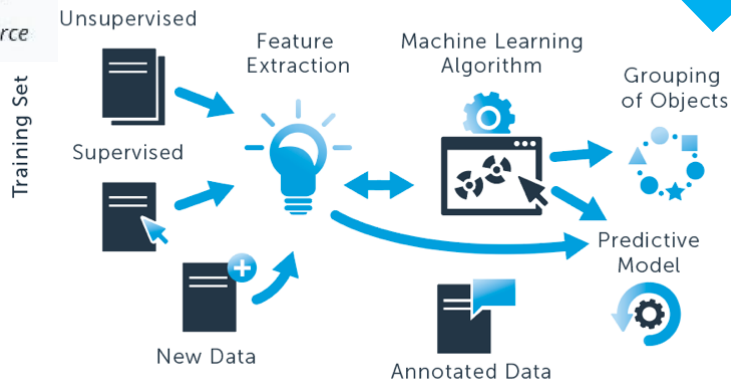 Unsupervised
rce
Training Set
Feature
Extraction
Machine Learning
Algorithm
Grouping
of Objects
Supervised
Predictive
Model
New Data
Annotated Data